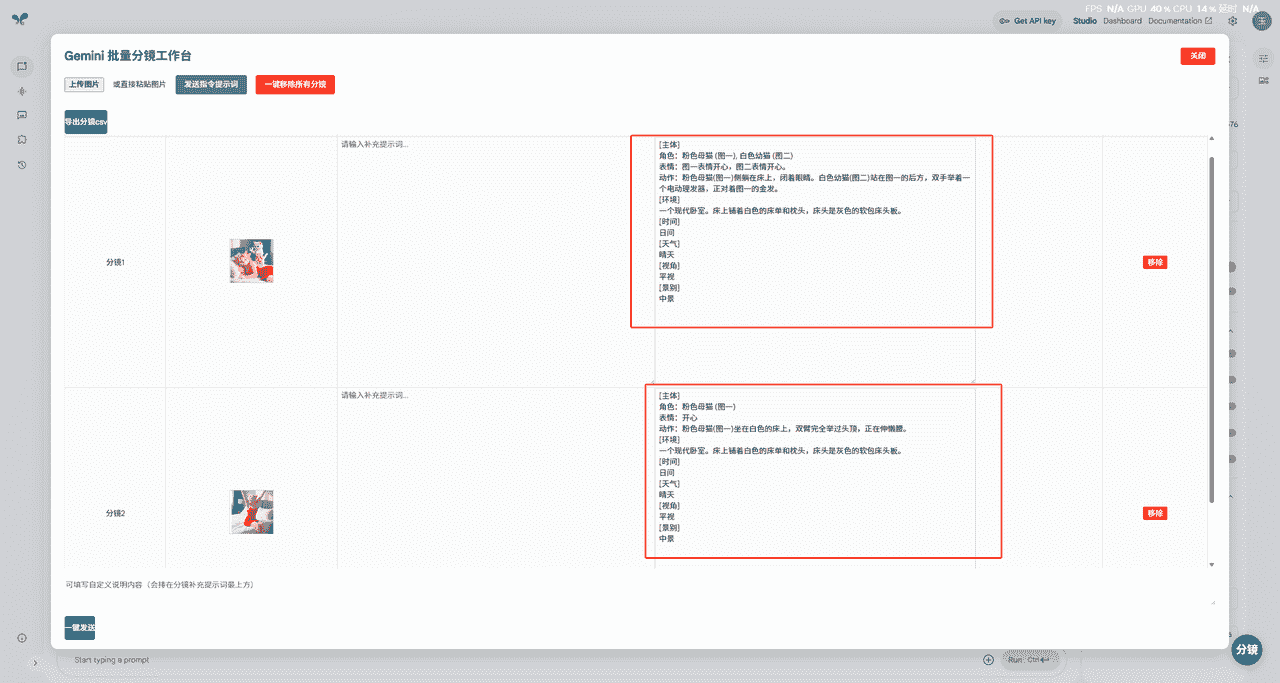 FPS N/A GPU 40% CPU 14% 延时 N/A
Get API key Studio Dashboard Documentation
Gemini 批量分镜工作台
关闭
上传图片 或直接粘贴图片 发送指令提示词 一键移除所有分镜
导出分镜csv
请输入补充提示词...
[主体]
角色：粉色母猫 (图一), 白色幼猫 (图二)
表情：图一表情开心，图二表情开心。
动作：粉色母猫(图一)侧躺在床上，闭着眼睛。白色幼猫(图二)站在图一的后方，双手举着一
个电动理发器，正对着图一的金发。
[环境]
一个现代卧室。床上铺着白色的床单和枕头，床头是灰色的软包床头板。
[时间]
日间
[天气]
晴天
[视角]
平视
[景别]
中景
分镜1
移除
请输入补充提示词...
[主体]
角色：粉色母猫 (图一)
表情：开心
动作：粉色母猫(图一)坐在白色的床上，双臂完全举过头顶，正在伸懒腰。
[环境]
一个现代卧室。床上铺着白色的床单和枕头，床头是灰色的软包床头板。
[时间]
日间
[天气]
晴天
[视角]
平视
[景别]
中景
分镜2
移除
可填写自定义说明内容（会排在分镜补充提示词最上方）
一键发送
分镜
Start typing a prompt
Run Ctrl